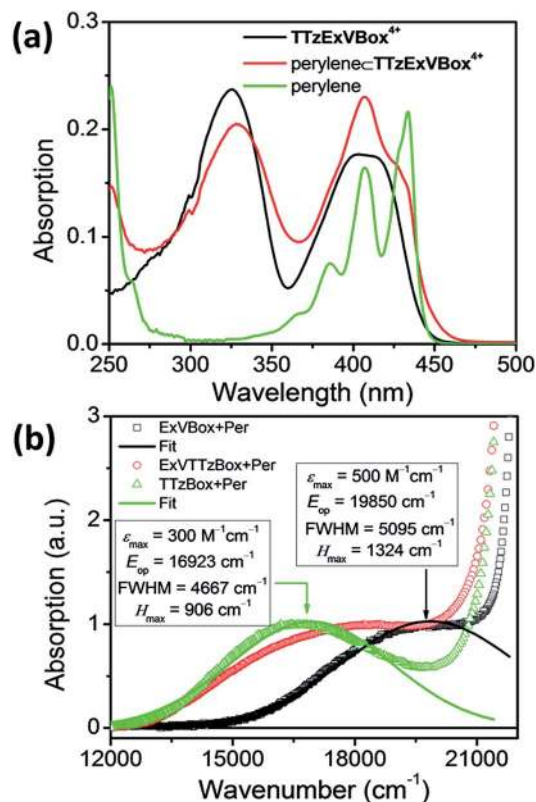 (a)
0.3
0.2
0.1
0.0
Absorption
TTzExVBox⁴⁺
perylene⊂TTzExVBox⁴⁺
perylene
250 300 350 400 450 500
Wavelength (nm)
(b)
3
2
1
0
Absorption (a.u.)
ExVBox+Per
Fit
ExVTTzBox+Per
TTzBox+Per
Fit
εmax = 500 M⁻¹cm⁻¹
Eop = 19850 cm⁻¹
FWHM = 5095 cm⁻¹
Hmax = 1324 cm⁻¹
εmax = 300 M⁻¹cm⁻¹
Eop = 16923 cm⁻¹
FWHM = 4667 cm⁻¹
Hmax = 906 cm⁻¹
12000 15000 18000 21000
Wavenumber (cm⁻¹)